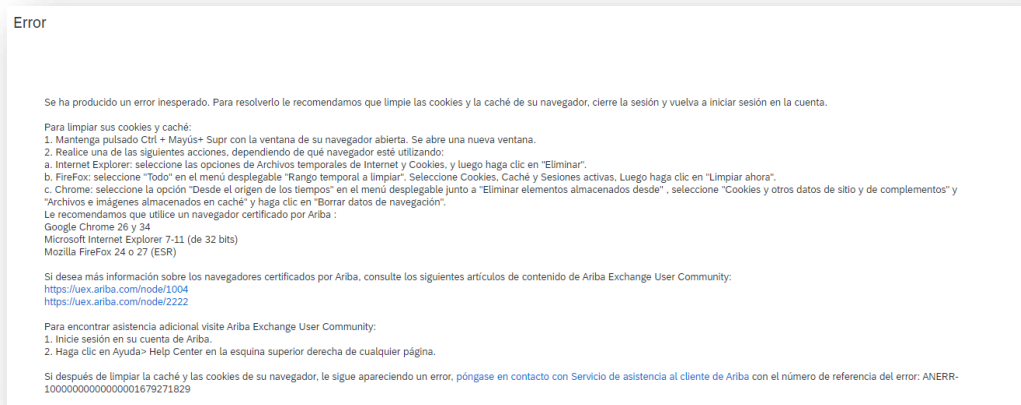 Error
Se ha producido un error inesperado. Para resolverlo le recomendamos que limpie las cookies y la caché de su navegador, cierre la sesión y vuelva a iniciar sesión en la cuenta.
Para limpiar sus cookies y caché:
1. Mantenga pulsado Ctrl + Mayús+ Supr con la ventana de su navegador abierta. Se abre una nueva ventana.
2. Realice una de las siguientes acciones, dependiendo de qué navegador esté utilizando:
a. Internet Explorer: seleccione las opciones de Archivos temporales de Internet y Cookies, y luego haga clic en "Eliminar".
b. FireFox: seleccione "Todo" en el menú desplegable "Rango temporal a limpiar". Seleccione Cookies, Caché y Sesiones activas, Luego haga clic en "Limpiar ahora".
c. Chrome: seleccione la opción "Desde el origen de los tiempos" en el menú desplegable junto a "Eliminar elementos almacenados desde" , seleccione "Cookies y otros datos de sitio y de complementos" y
"Archivos e imágenes almacenados en caché" y haga clic en "Borrar datos de navegación".
Le recomendamos que utilice un navegador certificado por Ariba :
Google Chrome 26 y 34
Microsoft Internet Explorer 7-11 (de 32 bits)
Mozilla FireFox 24 o 27 (ESR)
Si desea más información sobre los navegadores certificados por Ariba, consulte los siguientes artículos de contenido de Ariba Exchange User Community:
https://uex.ariba.com/node/1004
https://uex.ariba.com/node/2222
Para encontrar asistencia adicional visite Ariba Exchange User Community:
1. Inicie sesión en su cuenta de Ariba.
2. Haga clic en Ayuda> Help Center en la esquina superior derecha de cualquier página.
Si después de limpiar la caché y las cookies de su navegador, le sigue apareciendo un error, póngase en contacto con Servicio de asistencia al cliente de Ariba con el número de referencia del error: ANERR-
10000000000000001679271829